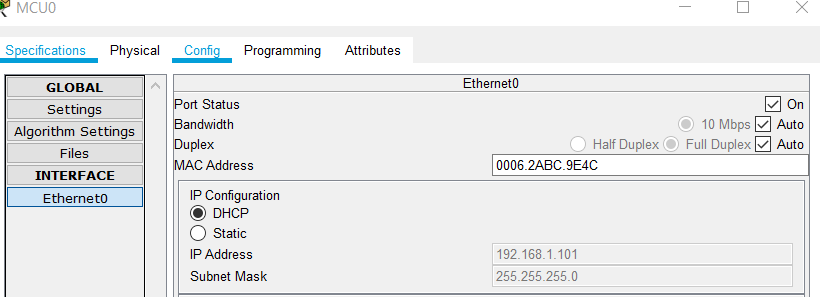 MCU0
Specifications Physical Config Programming Attributes
GLOBAL
Settings
Algorithm Settings
Files
INTERFACE
Ethernet0
Ethernet0
Port Status On
Bandwidth 10 Mbps Auto
Duplex Half Duplex Full Duplex Auto
MAC Address 0006.2ABC.9E4C
IP Configuration
DHCP
Static
IP Address 192.168.1.101
Subnet Mask 255.255.255.0